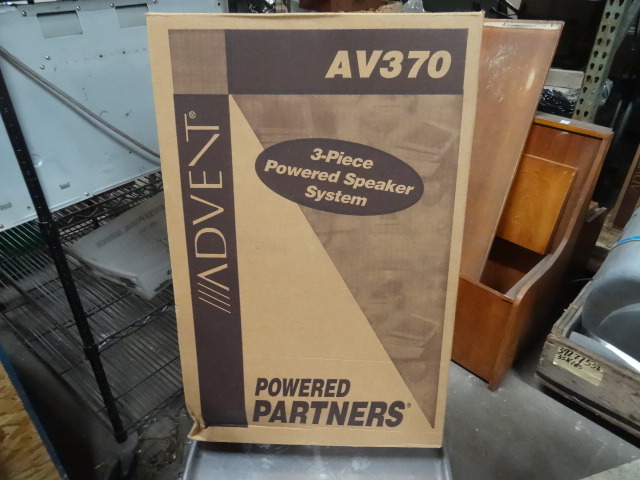 AV370
ADVENT®
3-Piece
Powered Speaker
System
POWERED
PARTNERS®